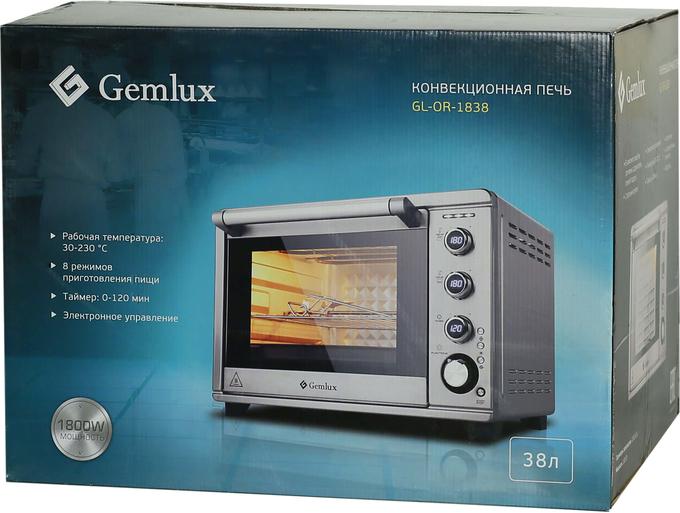 Gemlux
КОНВЕКЦИОННАЯ ПЕЧЬ
GL-OR-1838
Рабочая температура:
30-230 °C
8 режимов
приготовления пищи
Таймер: 0-120 мин
Электронное управление
1800W
МОЩНОСТЬ
180
180
120
Gemlux
38л
Gemlux